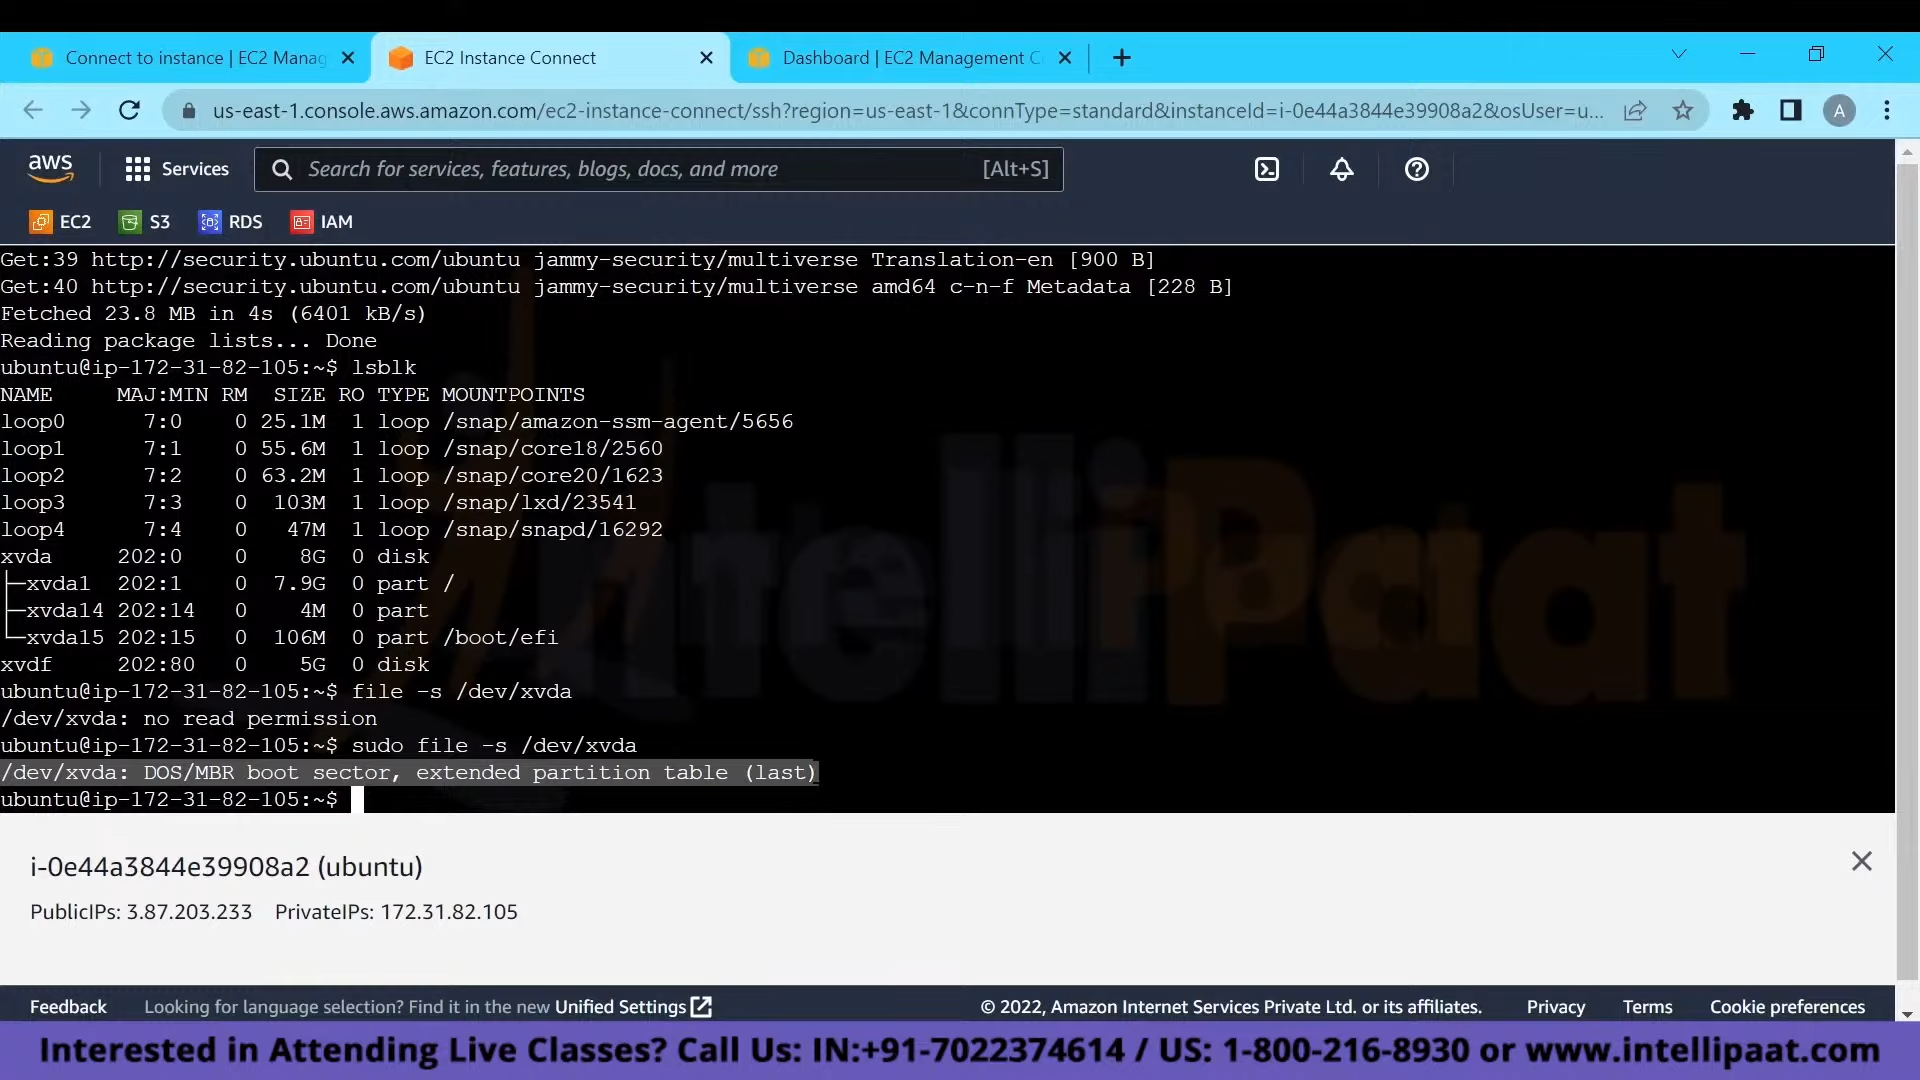 Connect to instance | EC2 Manag
EC2 Instance Connect
Dashboard | EC2 Management C
us-east-1.console.aws.amazon.com/ec2-instance-connect/ssh?region=us-east-1&connType=standard&instanceId=i-0e44a3844e39908a2&osUser=u...
A
aws
Services
Search for services, features, blogs, docs, and more
[Alt+S]
EC2
S3
RDS
IAM
Get:39 http://security.ubuntu.com/ubuntu jammy-security/multiverse Translation-en [900 B]
Get:40 http://security.ubuntu.com/ubuntu jammy-security/multiverse amd64 c-n-f Metadata [228 B]
Fetched 23.8 MB in 4s (6401 kB/s)
Reading package lists... Done
ubuntu@ip-172-31-82-105:~$ lsblk
NAME MAJ:MIN RM SIZE RO TYPE MOUNTPOINTS
loop0 7:0 0 25.1M 1 loop /snap/amazon-ssm-agent/5656
loop1 7:1 0 55.6M 1 loop /snap/core18/2560
loop2 7:2 0 63.2M 1 loop /snap/core20/1623
loop3 7:3 0 103M 1 loop /snap/lxd/23541
loop4 7:4 0 47M 1 loop /snap/snapd/16292
xvda 202:0 0 8G 0 disk
├─xvda1 202:1 0 7.9G 0 part /
├─xvda14 202:14 0 4M 0 part
└─xvda15 202:15 0 106M 0 part /boot/efi
xvdf 202:80 0 5G 0 disk
ubuntu@ip-172-31-82-105:~$ file -s /dev/xvda
/dev/xvda: no read permission
ubuntu@ip-172-31-82-105:~$ sudo file -s /dev/xvda
/dev/xvda: DOS/MBR boot sector, extended partition table (last)
ubuntu@ip-172-31-82-105:~$
intelliPaat
i-0e44a3844e39908a2 (ubuntu)
PublicIPs: 3.87.203.233 PrivateIPs: 172.31.82.105
Feedback
Looking for language selection? Find it in the new Unified Settings
© 2022, Amazon Internet Services Private Ltd. or its affiliates.
Privacy
Terms
Cookie preferences
Interested in Attending Live Classes? Call Us: IN:+91-7022374614 / US: 1-800-216-8930 or www.intellipaat.com